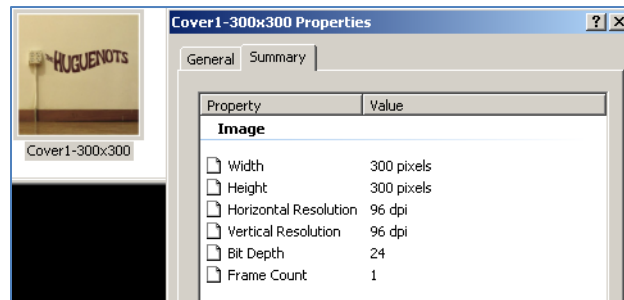 HUGUENOTS
Cover1-300x300
Cover1-300x300 Properties
General Summary
Property Value
Image
Width 300 pixels
Height 300 pixels
Horizontal Resolution 96 dpi
Vertical Resolution 96 dpi
Bit Depth 24
Frame Count 1